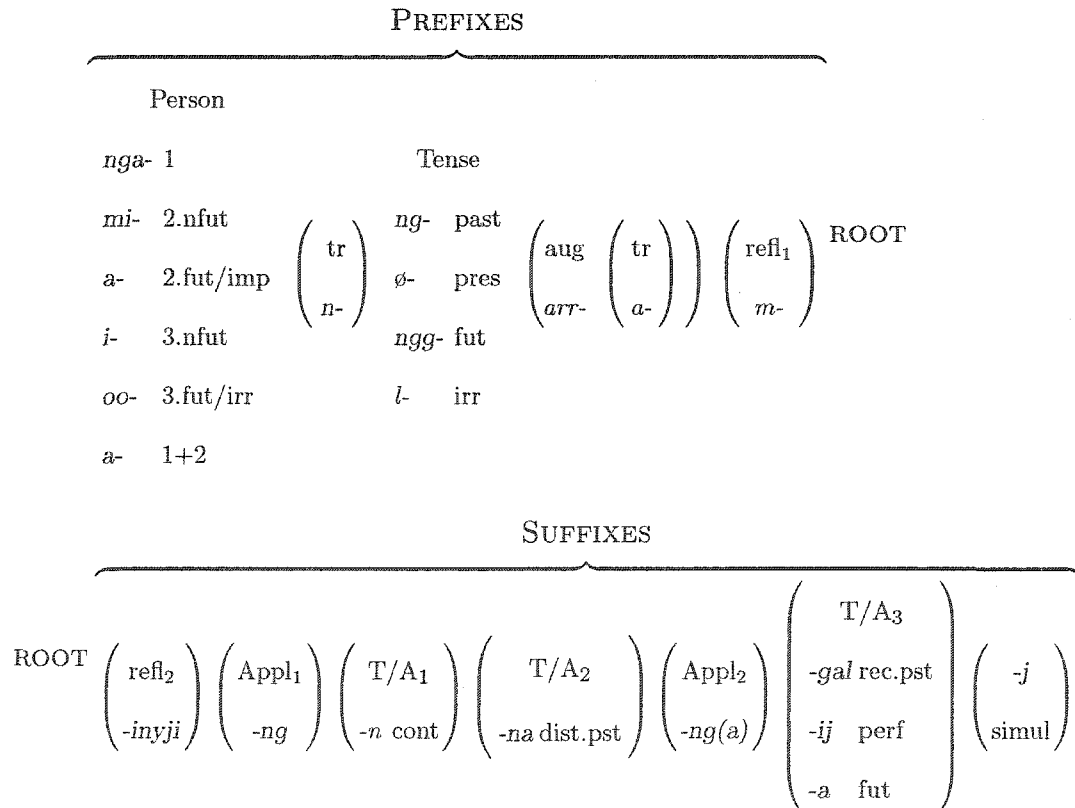 PREFIXES
Person
nga- 1 Tense
mi- 2.nfut ng- past
tr aug tr refl₁ ROOT
a- 2.fut/imp ø- pres
n- arr- a- m-
i- 3.nfut ngg- fut
oo- 3.fut/irr l- irr
a- 1+2
SUFFIXES
T/A₃
ROOT refl₂ Appl₁ T/A₁ T/A₂ Appl₂ -gal rec.pst -j
-inyji -ng -n cont -na dist.pst -ng(a) -ij perf simul
-a fut